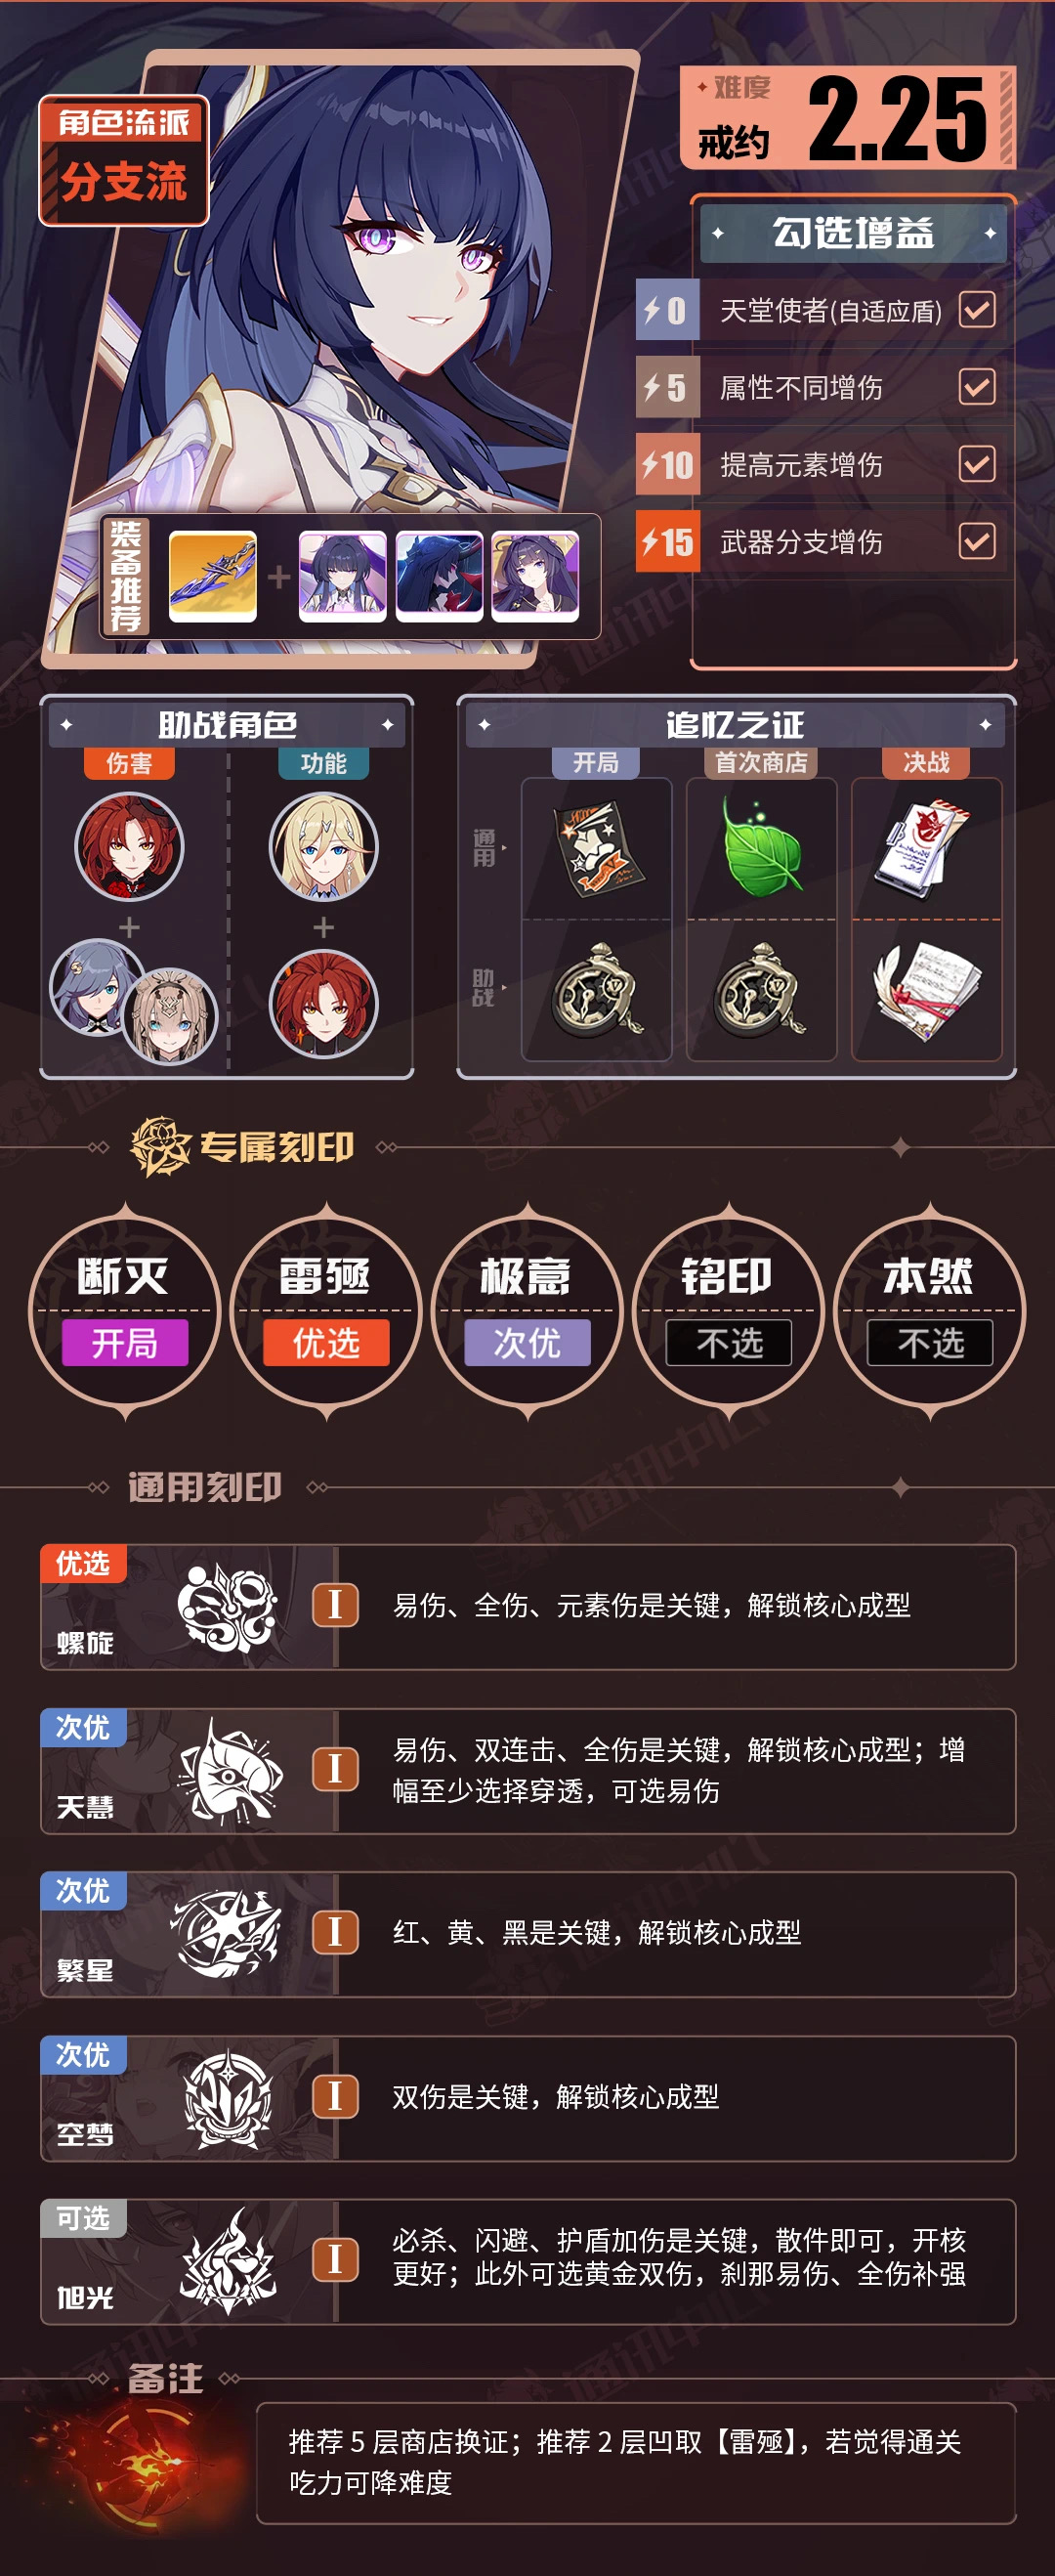 角色流派
分支流
难度
戒约
2.25
勾选增益
0
天堂使者(自适应盾)
5
属性不同增伤
10
提高元素增伤
15
武器分支增伤
装备推荐
助战角色
伤害
功能
追忆之证
开局
首次商店
决战
通用
助战
专属刻印
断灭
开局
雷殛
优选
极意
次优
铭印
不选
本然
不选
通用刻印
优选
螺旋
I
易伤、全伤、元素伤是关键，解锁核心成型
次优
天慧
I
易伤、双连击、全伤是关键，解锁核心成型；增
幅至少选择穿透，可选易伤
次优
繁星
I
红、黄、黑是关键，解锁核心成型
次优
空梦
I
双伤是关键，解锁核心成型
可选
旭光
I
必杀、闪避、护盾加伤是关键，散件即可，开核
更好；此外可选黄金双伤，刹那易伤、全伤补强
备注
推荐 5 层商店换证；推荐 2 层凹取【雷殛】，若觉得通关
吃力可降难度
通讯中心